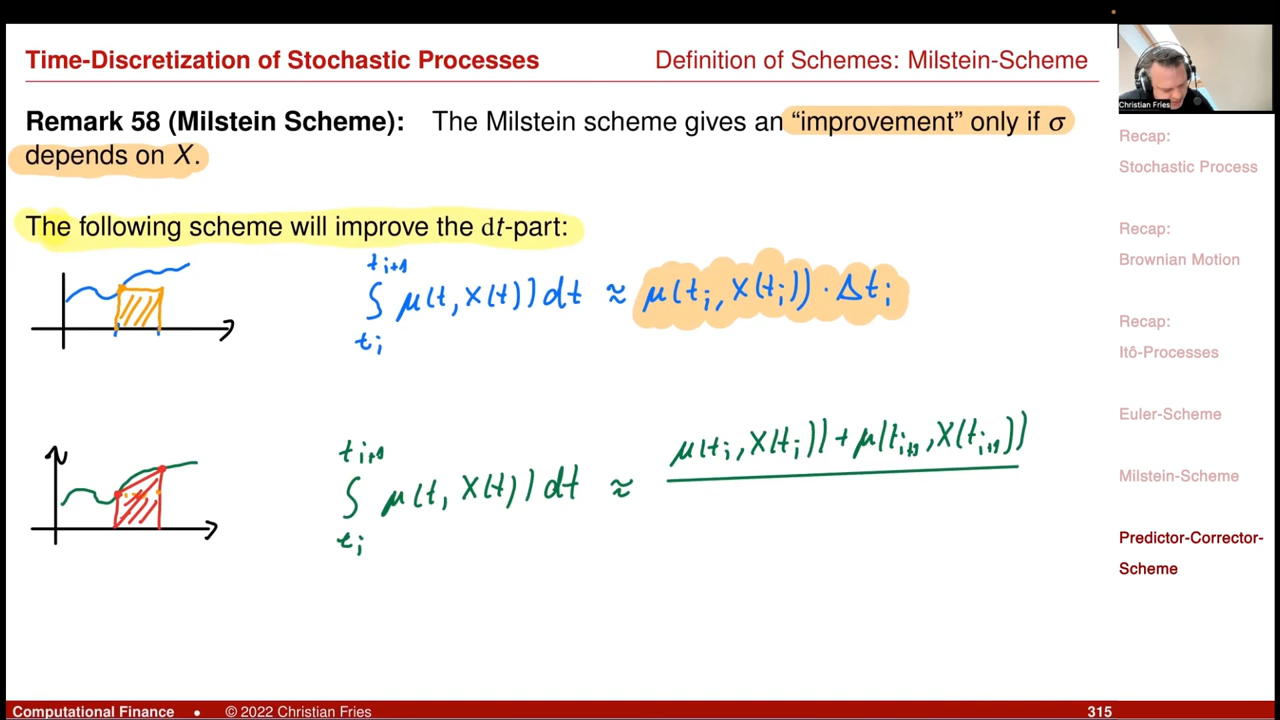 Time-Discretization of Stochastic Processes
Definition of Schemes: Milstein-Scheme
Remark 58 (Milstein Scheme): The Milstein scheme gives an “improvement” only if σ
depends on X.
The following scheme will improve the dt-part:
t_{i+1}
∫ μ(t, X(t)) dt ≈ μ(t_i, X(t_i)) · Δt_i
t_i
t_{i+1}
μ(t_i, X(t_i)) + μ(t_{i+1}, X(t_{i+1}))
∫ μ(t, X(t)) dt ≈
t_i
Christian Fries
Recap:
Stochastic Process
Recap:
Brownian Motion
Recap:
Itô-Processes
Euler-Scheme
Milstein-Scheme
Predictor-Corrector-
Scheme
Computational Finance • © 2022 Christian Fries
315